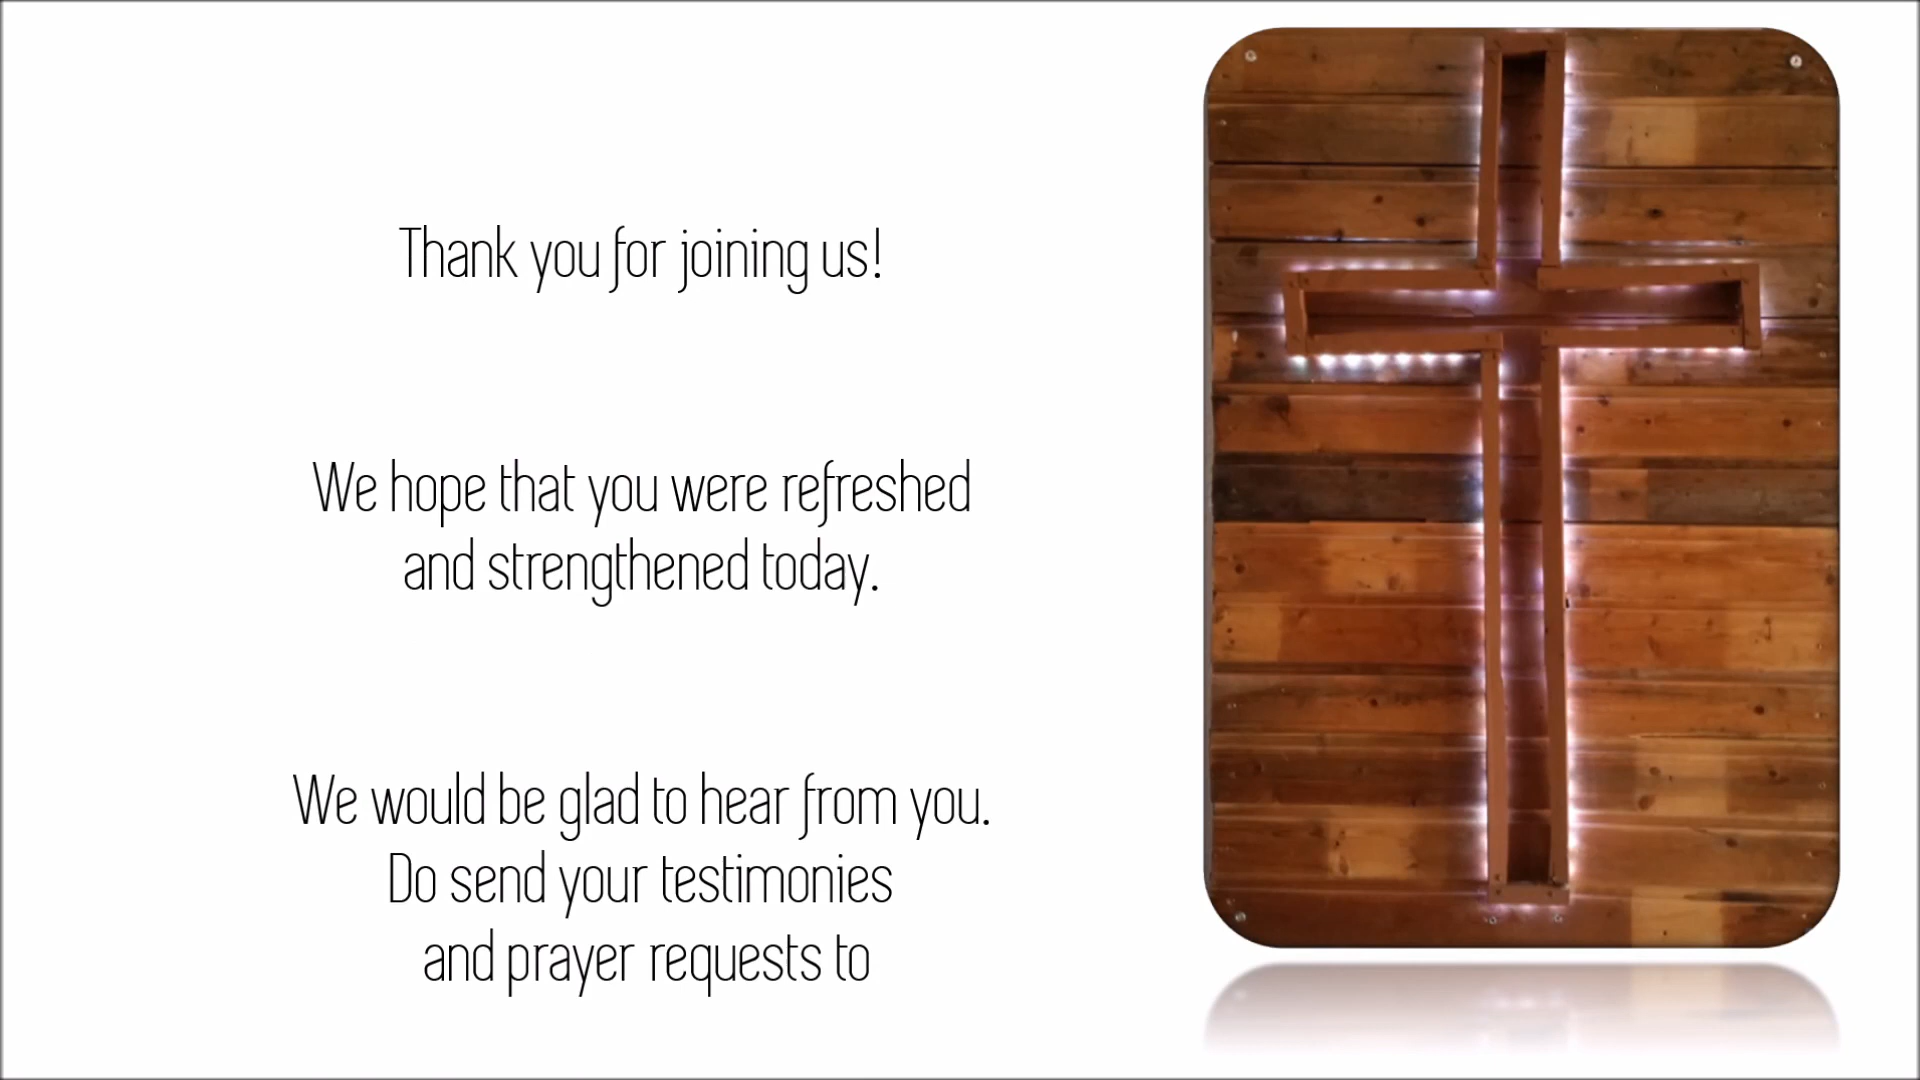 Thank you for joining us!
We hope that you were refreshed
and strengthened today.
We would be glad to hear from you.
Do send your testimonies
and prayer requests to